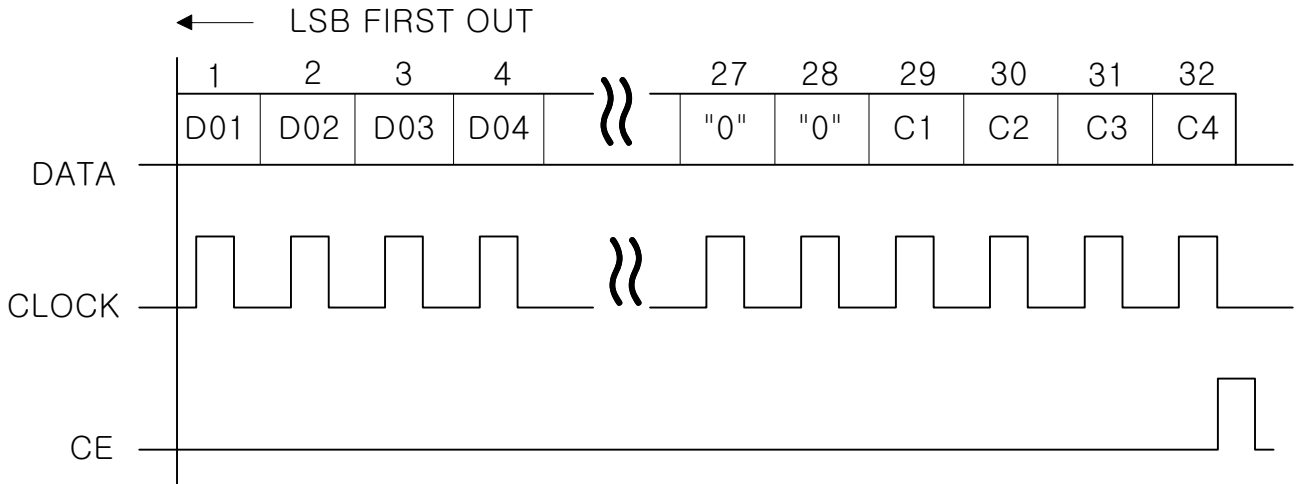 LSB FIRST OUT
1 2 3 4 27 28 29 30 31 32
D01 D02 D03 D04 "0" "0" C1 C2 C3 C4
DATA
CLOCK
CE